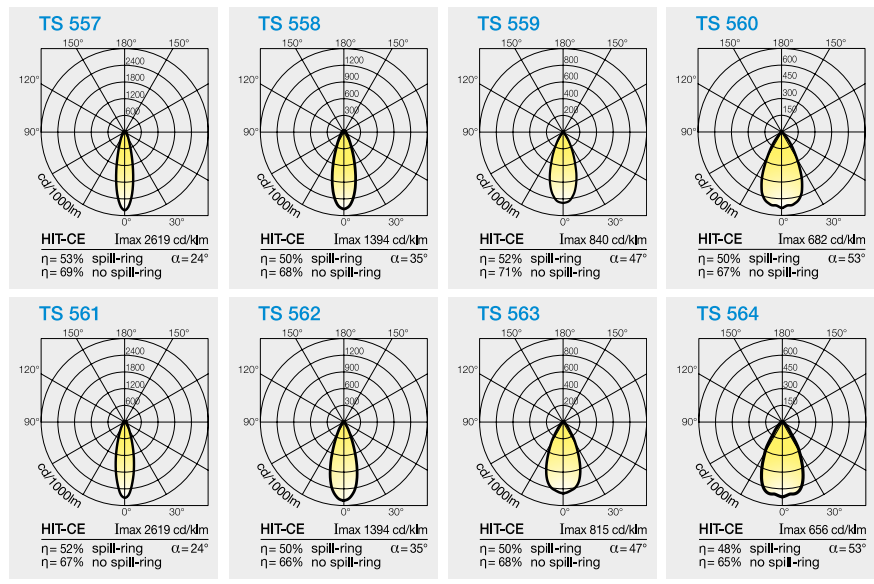 TS 557
150° 180° 150°
2400
1800
120° 1200
600
90°
cd/1000lm
0° 30°
HIT-CE Imax 2619 cd/klm
η= 53% spill-ring α= 24°
η= 69% no spill-ring
TS 558
150° 180° 150°
1200
900
120° 600
300
90°
cd/1000lm
0° 30°
HIT-CE Imax 1394 cd/klm
η= 50% spill-ring α= 35°
η= 68% no spill-ring
TS 559
150° 180° 150°
800
600
120° 400
200
90°
cd/1000lm
0° 30°
HIT-CE Imax 840 cd/klm
η= 52% spill-ring α= 47°
η= 71% no spill-ring
TS 560
150° 180° 150°
600
450
120° 300
150
90°
cd/1000lm
0° 30°
HIT-CE Imax 682 cd/klm
η= 50% spill-ring α= 53°
η= 67% no spill-ring
TS 561
150° 180° 150°
2400
1800
120° 1200
600
90°
cd/1000lm
0° 30°
HIT-CE Imax 2619 cd/klm
η= 52% spill-ring α= 24°
η= 67% no spill-ring
TS 562
150° 180° 150°
1200
900
120° 600
300
90°
cd/1000lm
0° 30°
HIT-CE Imax 1394 cd/klm
η= 50% spill-ring α= 35°
η= 66% no spill-ring
TS 563
150° 180° 150°
800
600
120° 400
200
90°
cd/1000lm
0° 30°
HIT-CE Imax 815 cd/klm
η= 50% spill-ring α= 47°
η= 68% no spill-ring
TS 564
150° 180° 150°
600
450
120° 300
150
90°
cd/1000lm
0° 30°
HIT-CE Imax 656 cd/klm
η= 48% spill-ring α= 53°
η= 65% no spill-ring